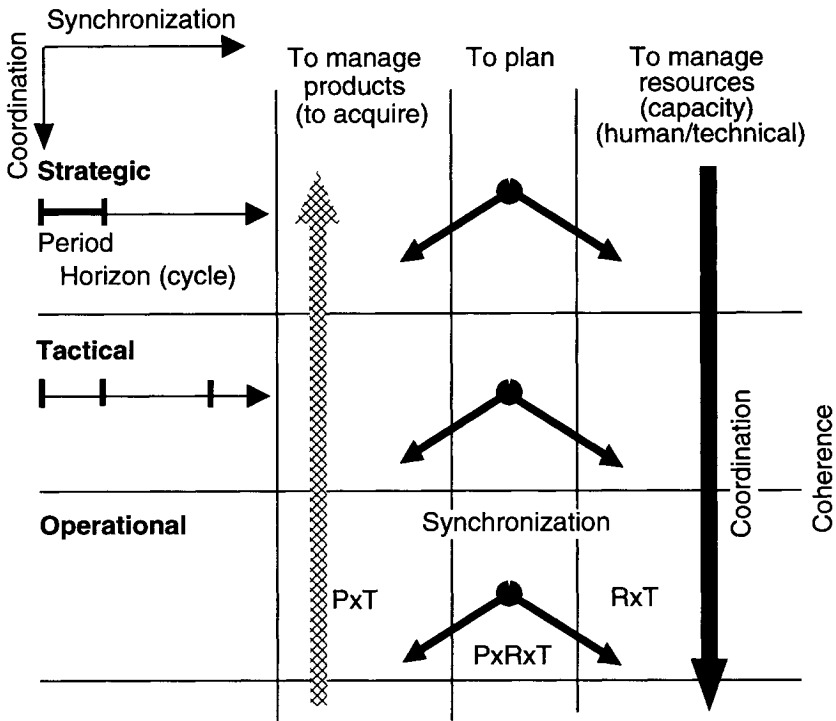 Synchronization
Coordination
To manage
products
(to acquire)
To plan
To manage
resources
(capacity)
(human/technical)
Strategic
Period
Horizon (cycle)
Tactical
Coordination
Coherence
Operational
Synchronization
PxT
PxRxT
RxT